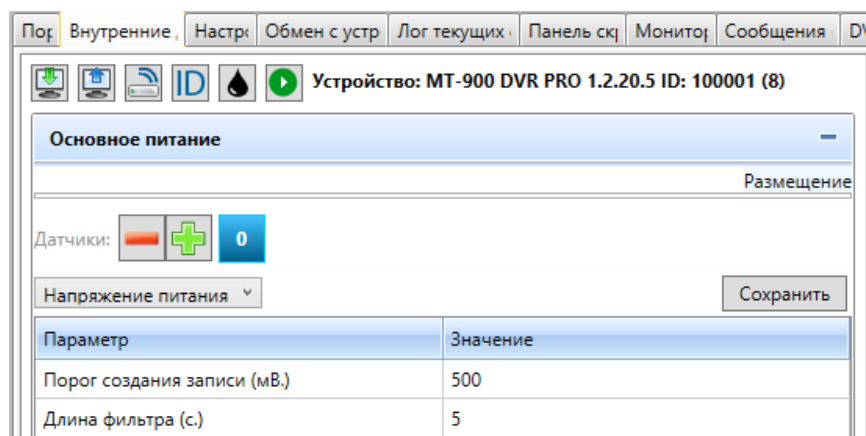 Пор Внутренние Настро Обмен с устр Лог текущих Панель скр Монитор Сообщения DV
ID Устройство: МТ-900 DVR PRO 1.2.20.5 ID: 100001 (8)
Основное питание
Размещение
Датчики: 0
Напряжение питания Сохранить
Параметр Значение
Порог создания записи (мВ.) 500
Длина фильтра (с.) 5